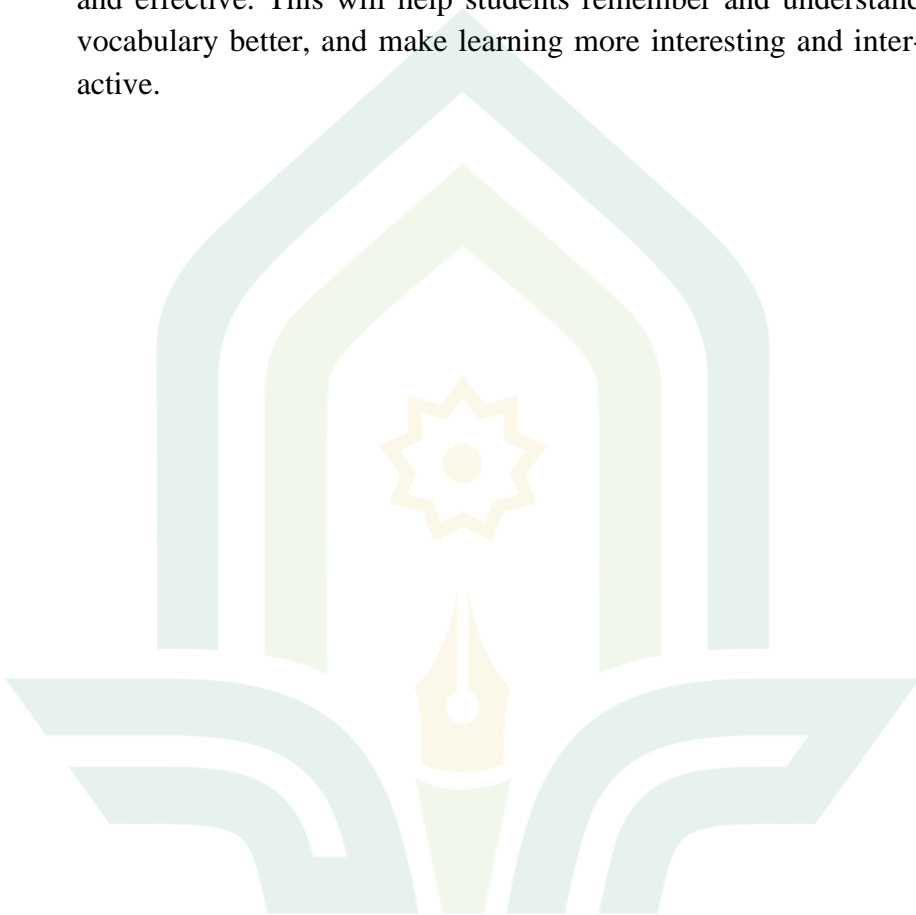 and effective. This will help students remember and understand
vocabulary better, and make learning more interesting and inter-
active.